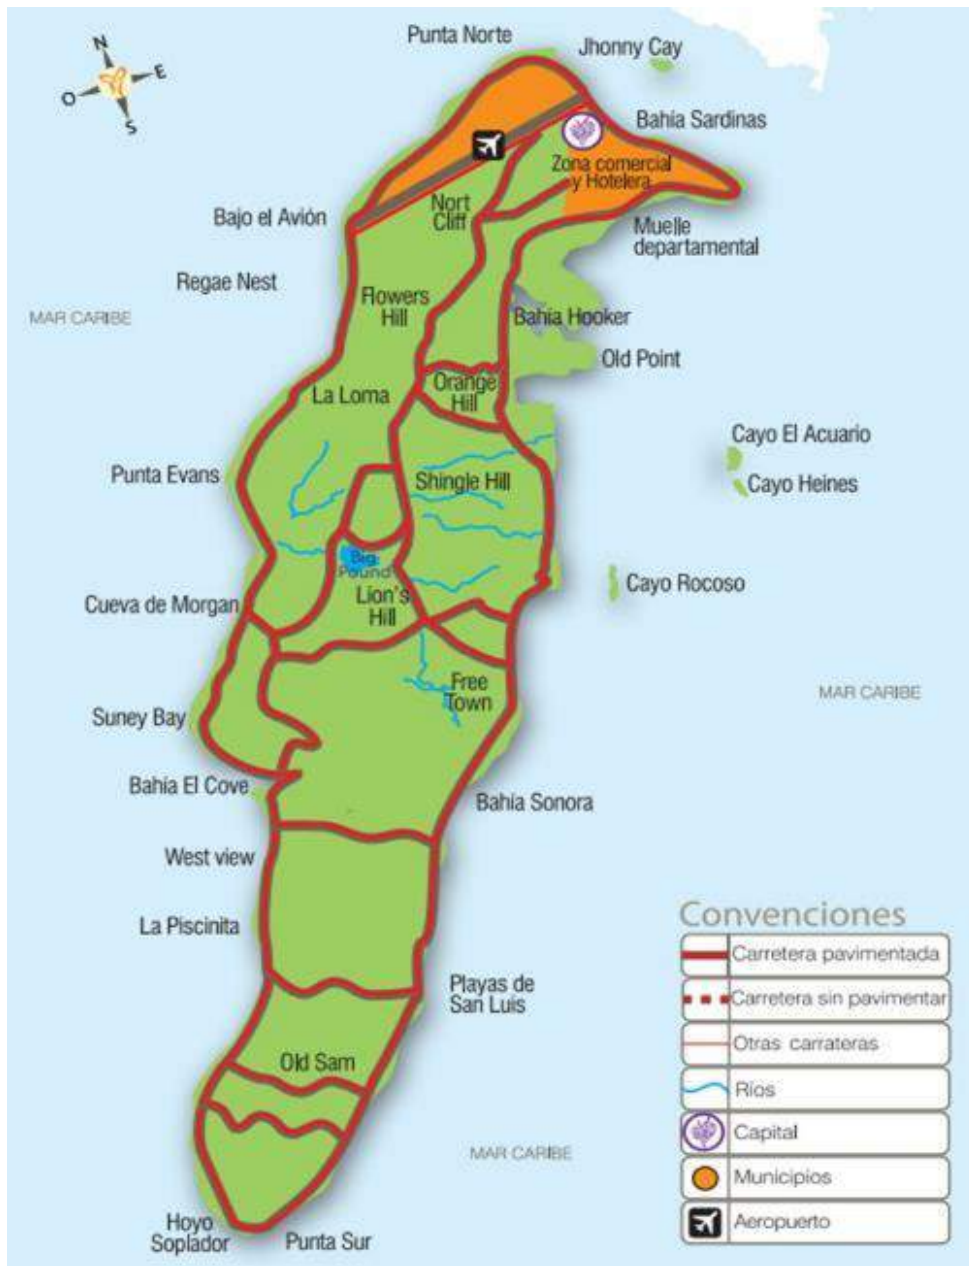 Punta Norte
Jhonny Cay
N
E
O
S
Bahia Sardinas
Zona comercial
y Hotelera
Nort
Cliff
Bajo el Avión
Muelle
departamental
Regae Nest
Flowers
Hill
MAR CARIBE
Bahia Hooker
Old Point
Orange
Hill
La Loma
Cayo El Acuario
Punta Evans
Shingle Hill
Cayo Heines
Big
Pound
Cayo Rocoso
Lion's
Hill
Cueva de Morgan
Free
Town
MAR CARIBE
Suney Bay
Bahía El Cove
Bahía Sonora
West view
La Piscinita
Playas de
San Luis
Old Sam
MAR CARIBE
Hoyo
Soplador
Punta Sur
Convenciones
Carretera pavimentada
Carretera sin pavimentar
Otras carrateras
Ríos
Capital
Municipios
Aeropuerto